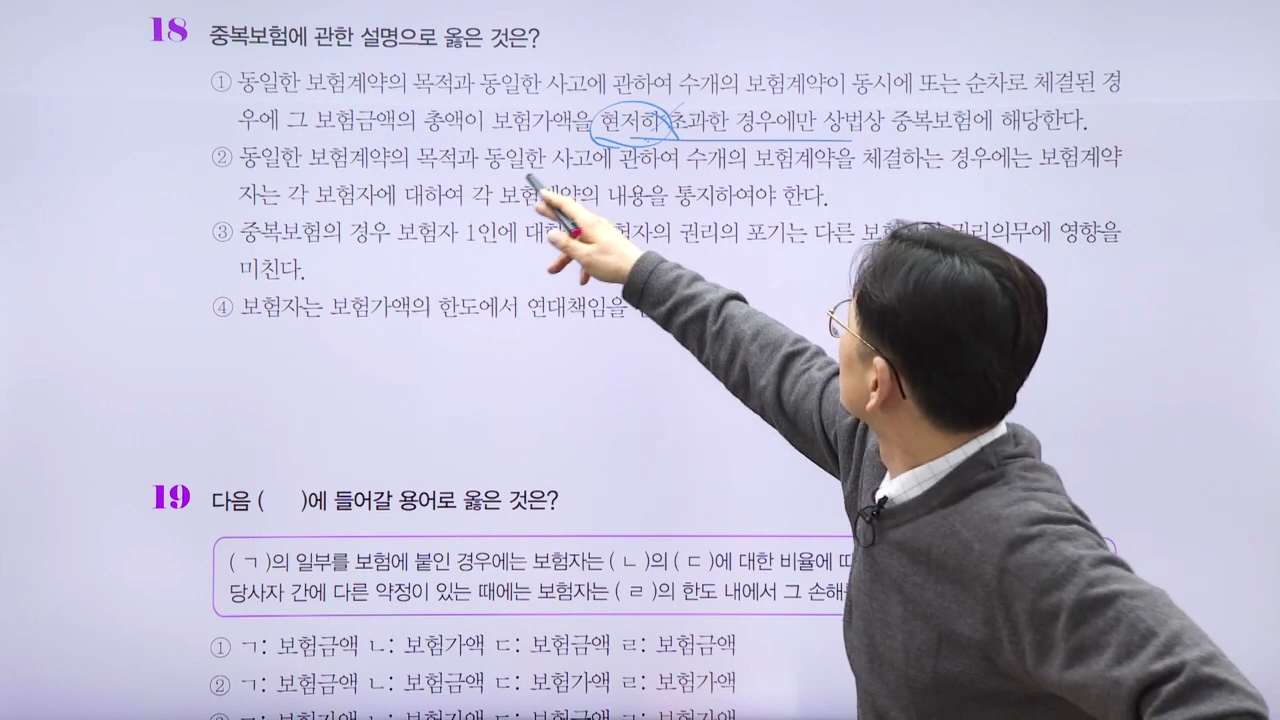 18 중복보험에 관한 설명으로 옳은 것은?
① 동일한 보험계약의 목적과 동일한 사고에 관하여 수개의 보험계약이 동시에 또는 순차로 체결된 경
우에 그 보험금액의 총액이 보험가액을 현저히 초과한 경우에만 상법상 중복보험에 해당한다.
② 동일한 보험계약의 목적과 동일한 사고에 관하여 수개의 보험계약을 체결하는 경우에는 보험계약
자는 각 보험자에 대하여 각 보험계약의 내용을 통지하여야 한다.
③ 중복보험의 경우 보험자 1인에 권리의 포기는 다른 권리의무에 영향을
미친다.
④ 보험자는 보험가액의 한도에서 연대책임을
19 다음 ( )에 들어갈 용어로 옳은 것은?
( ㄱ )의 일부를 보험에 붙인 경우에는 보험자는 ( ㄴ )의 ( ㄷ )에 대한 비율에
당사자 간에 다른 약정이 있는 때에는 보험자는 ( ㄹ )의 한도 내에서 그
① ㄱ: 보험금액 ㄴ: 보험가액 ㄷ: 보험금액 ㄹ: 보험금액
② ㄱ: 보험금액 ㄴ: 보험금액 ㄷ: 보험가액 ㄹ: 보험가액